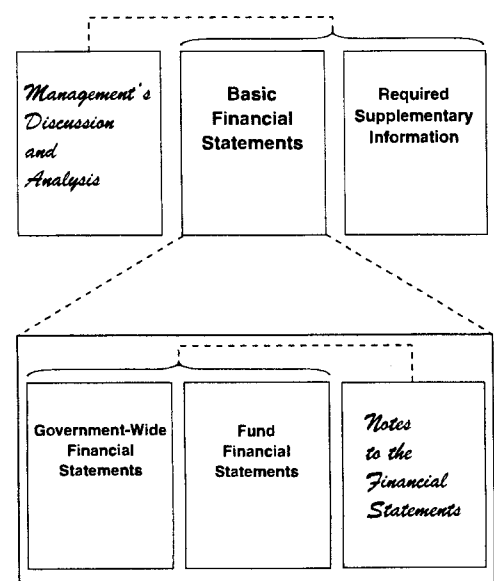 Management's
Discussion
and
Analysis
Basic
Financial
Statements
Required
Supplementary
Information
Government-Wide
Financial
Statements
Fund
Financial
Statements
Notes
to the
Financial
Statements